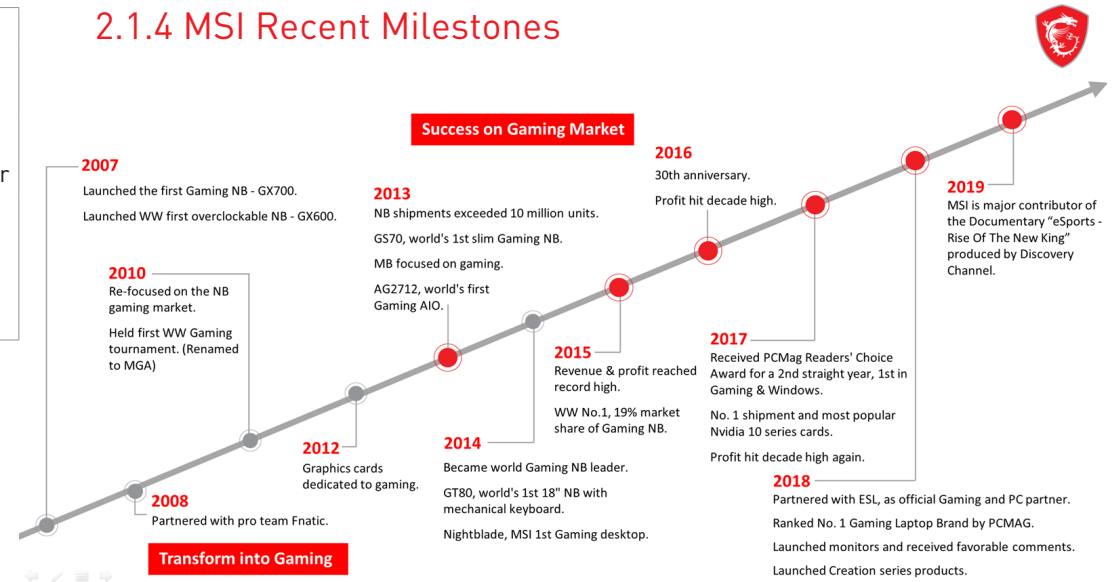 2.1.4 MSI Recent Milestones
r
Success on Gaming Market
2007
Launched the first Gaming NB - GX700.
Launched WW first overclockable NB - GX600.
2010
Re-focused on the NB
gaming market.
Held first WW Gaming
tournament. (Renamed
to MGA)
2008
Partnered with pro team Fnatic.
Transform into Gaming
2012
Graphics cards
dedicated to gaming.
2013
NB shipments exceeded 10 million units.
GS70, world's 1st slim Gaming NB.
MB focused on gaming.
AG2712, world's first
Gaming AIO.
2014
Became world Gaming NB leader.
GT80, world's 1st 18" NB with
mechanical keyboard.
Nightblade, MSI 1st Gaming desktop.
2015
Revenue & profit reached
record high.
WW No.1, 19% market
share of Gaming NB.
2016
30th anniversary.
Profit hit decade high.
2017
Received PCMag Readers' Choice
Award for a 2nd straight year, 1st in
Gaming & Windows.
No. 1 shipment and most popular
Nvidia 10 series cards.
Profit hit decade high again.
2018
Partnered with ESL, as official Gaming and PC partner.
Ranked No. 1 Gaming Laptop Brand by PCMAG.
Launched monitors and received favorable comments.
Launched Creation series products.
2019
MSI is major contributor of
the Documentary “eSports -
Rise Of The New King”
produced by Discovery
Channel.